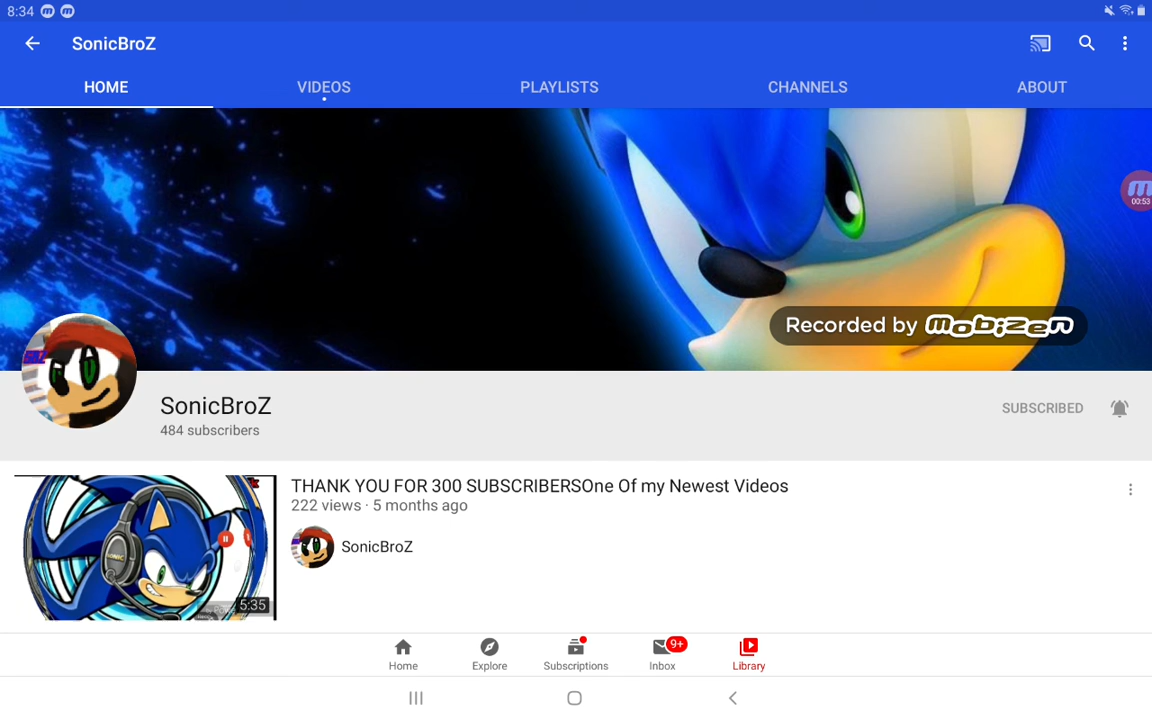 8:34
SonicBroZ
HOME VIDEOS PLAYLISTS CHANNELS ABOUT
00:53
Recorded by mobizen
SonicBroZ
484 subscribers
SUBSCRIBED
THANK YOU FOR 300 SUBSCRIBERSOne Of my Newest Videos
222 views · 5 months ago
SonicBroZ
5:35
9+
Home Explore Subscriptions Inbox Library